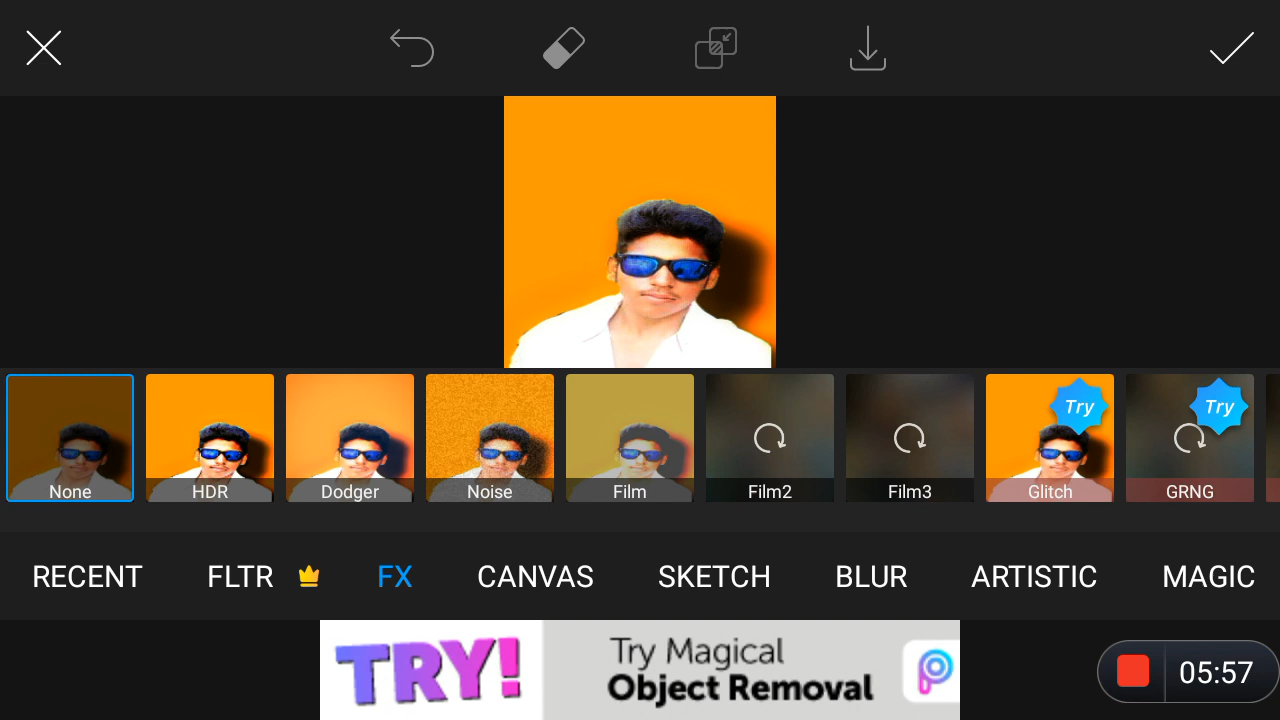 Try
Try
None
HDR
Dodger
Noise
Film
Film2
Film3
Glitch
GRNG
RECENT
FLTR
FX
CANVAS
SKETCH
BLUR
ARTISTIC
MAGIC
TRY!
Try Magical
Object Removal
05:57